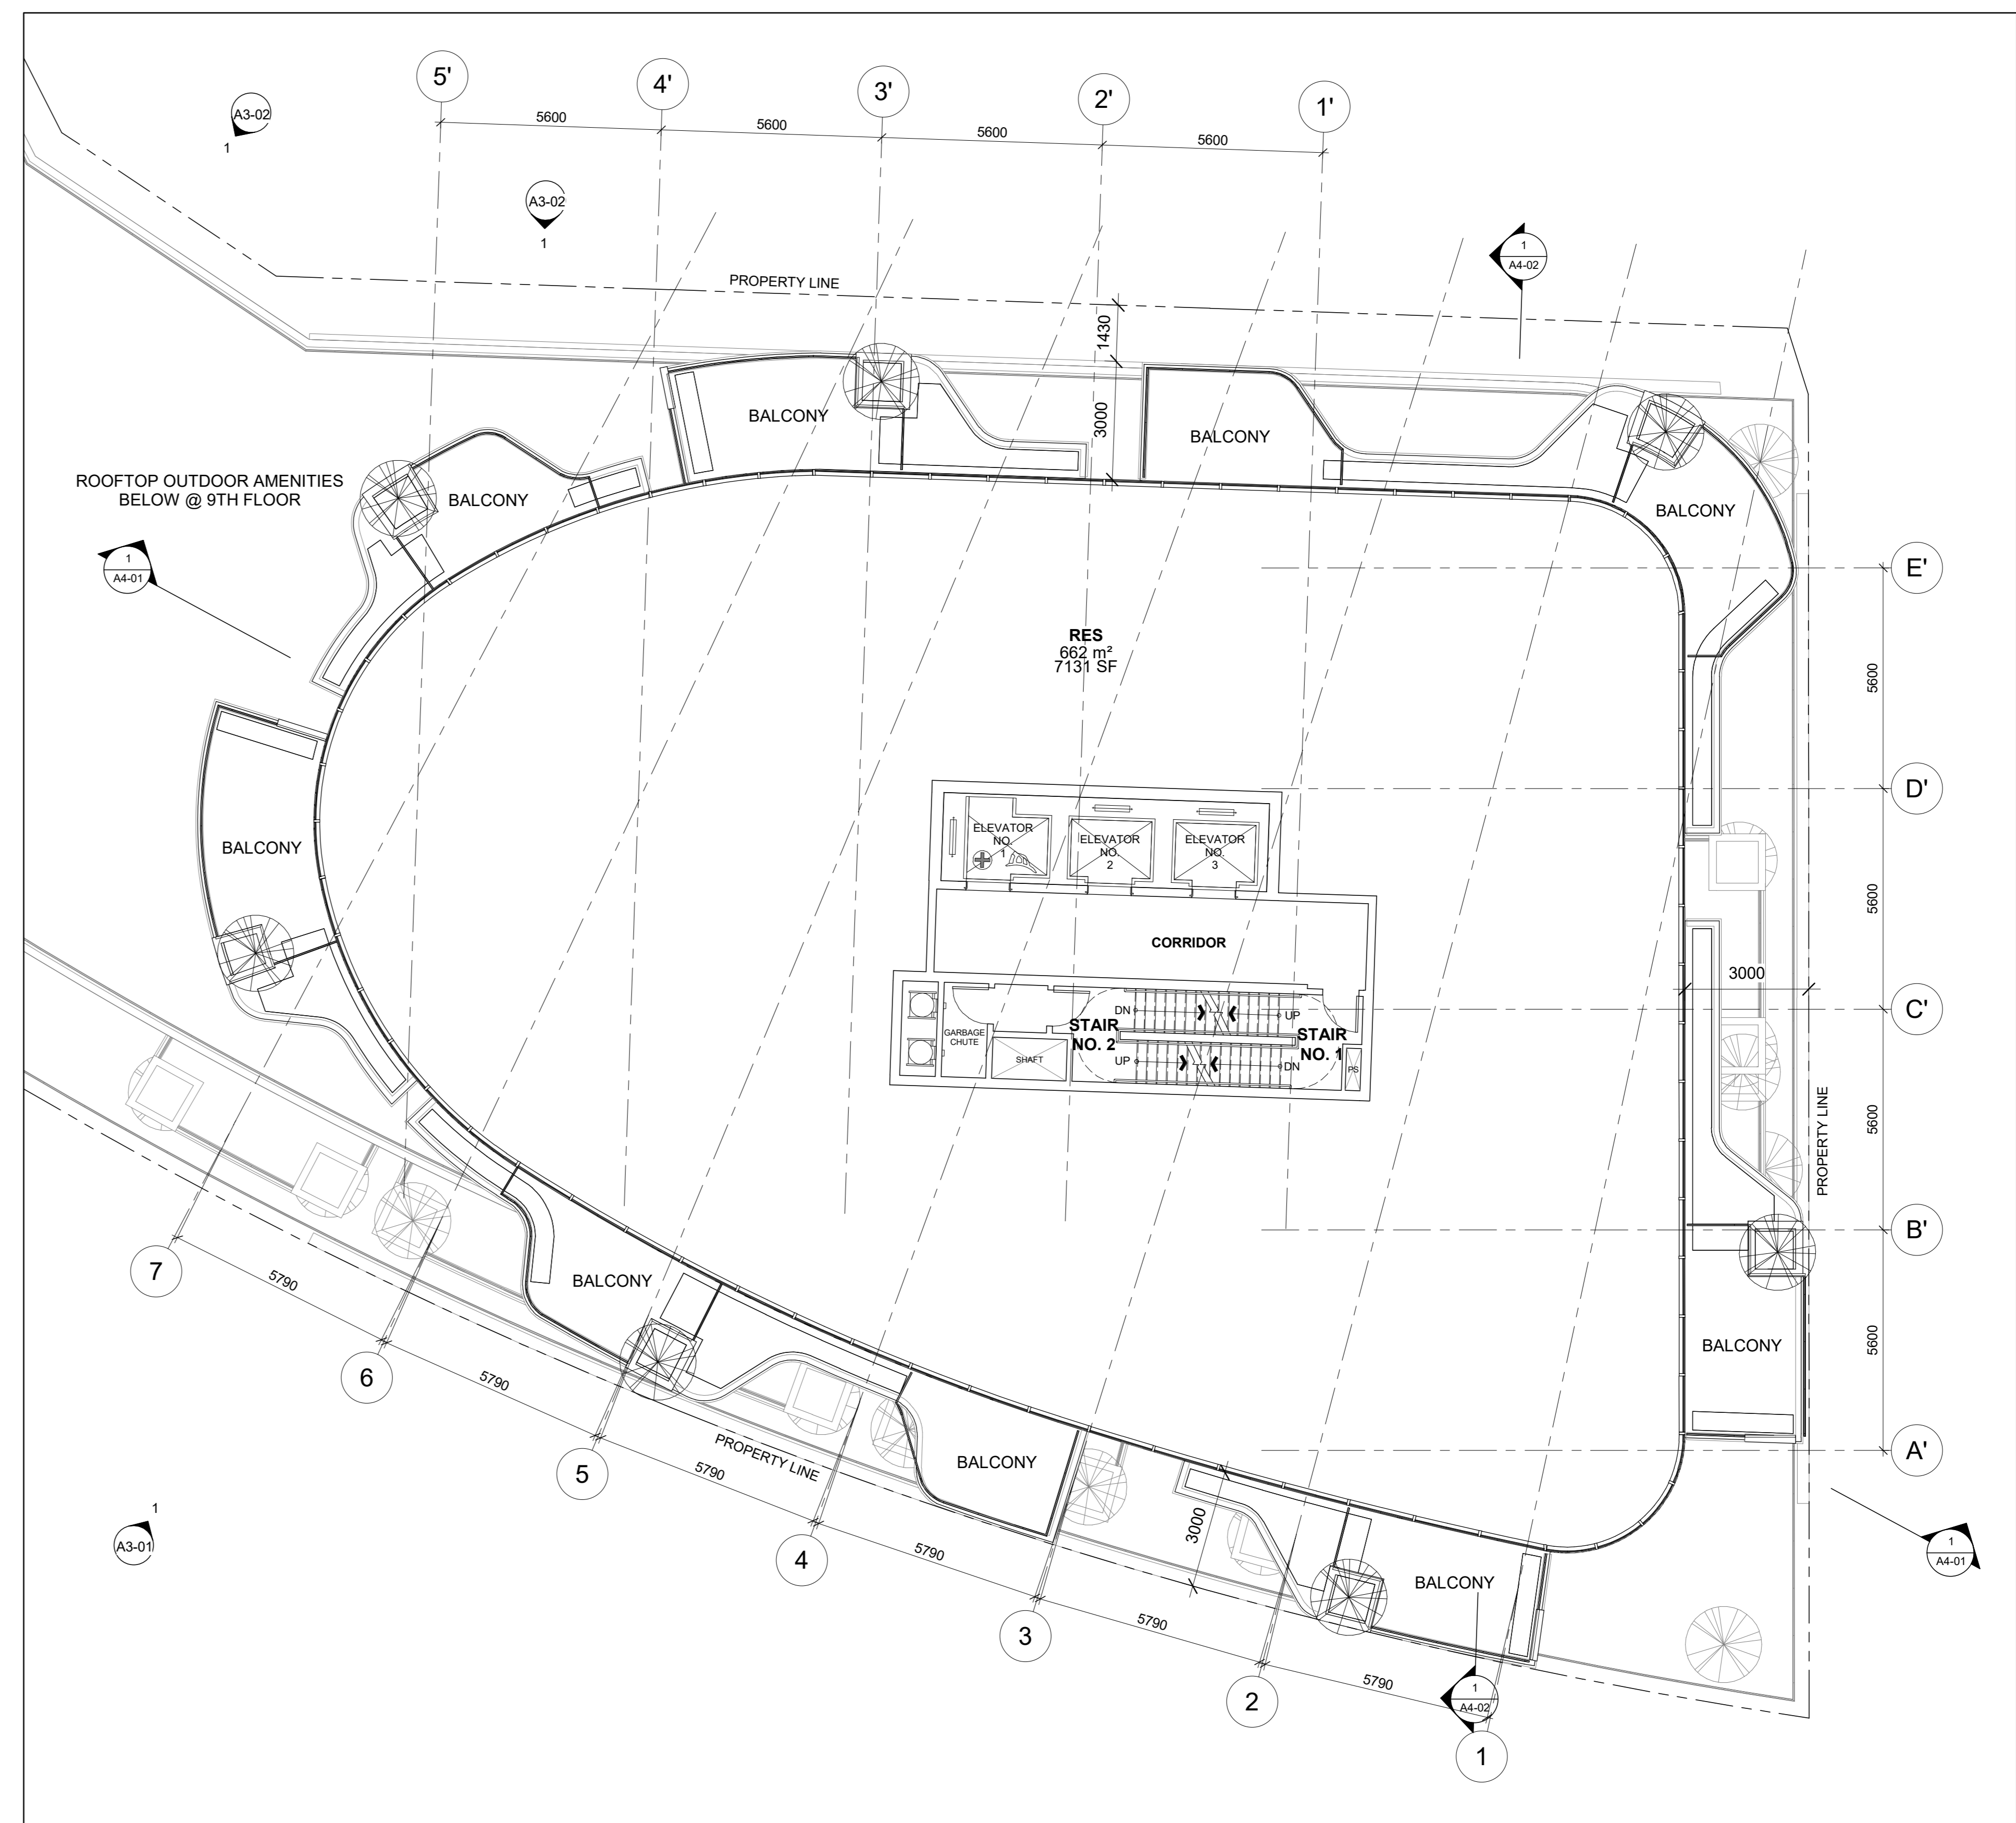 5'
4'
3'
2'
1'
A3-02
1
5600
5600
5600
5600
A3-02
1
1
A4-02
PROPERTY LINE
1430
3000
BALCONY
BALCONY
BALCONY
BALCONY
ROOFTOP OUTDOOR AMENITIES
BELOW @ 9TH FLOOR
1
A4-01
E'
RES
662 m²
7131 SF
5600
D'
ELEVATOR
NO.
1
ELEVATOR
NO.
2
ELEVATOR
NO.
3
BALCONY
5600
CORRIDOR
3000
C'
DN
UP
STAIR
NO. 2
STAIR
NO. 1
GARBAGE
CHUTE
SHAFT
UP
DN
PS
5600
PROPERTY LINE
B'
7
5790
BALCONY
BALCONY
5600
6
5790
5
PROPERTY LINE
5790
BALCONY
A'
4
5790
3000
3
5790
BALCONY
1
A3-01
1
A4-01
2
5790
1
A4-02
1